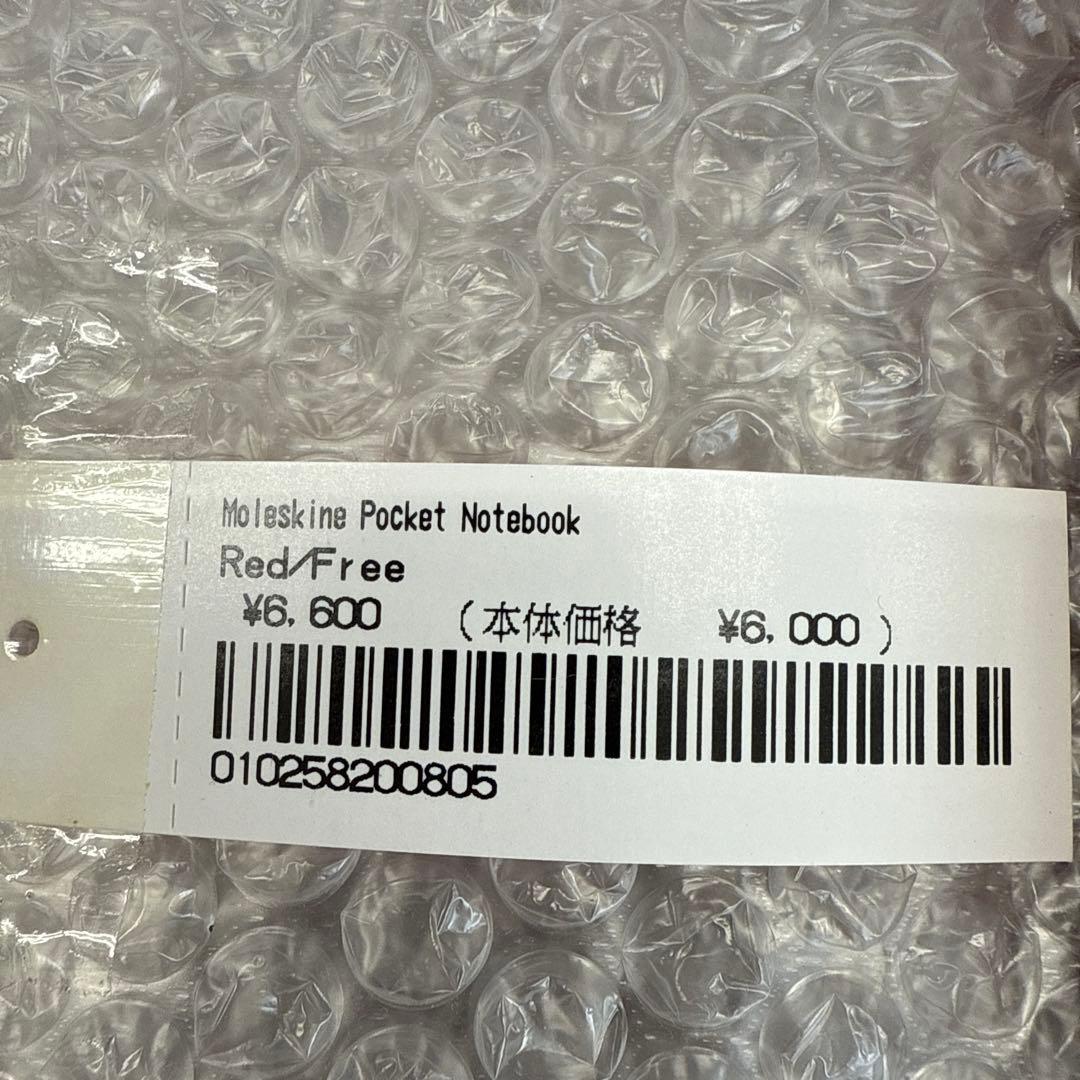 Moleskine Pocket Notebook
Red/Free
¥6,600 (本体価格 ¥6,000)
010258200805